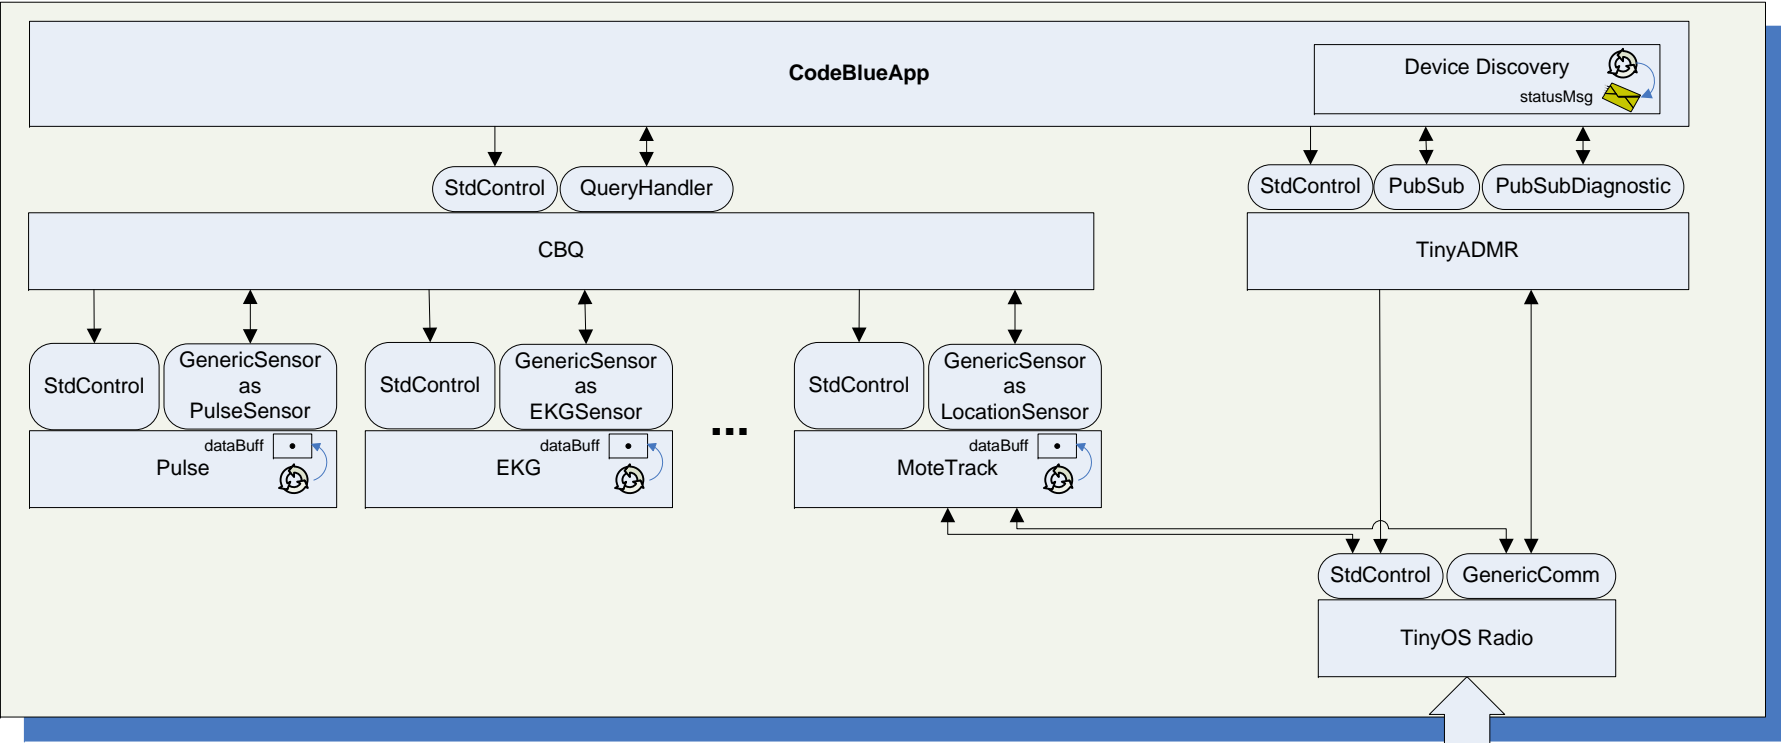 CodeBlueApp
Device Discovery
statusMsg
StdControl
QueryHandler
StdControl
PubSub
PubSubDiagnostic
CBQ
TinyADMR
StdControl
GenericSensor
as
PulseSensor
StdControl
GenericSensor
as
EKGSensor
StdControl
GenericSensor
as
LocationSensor
dataBuff
Pulse
dataBuff
EKG
...
dataBuff
MoteTrack
StdControl
GenericComm
TinyOS Radio